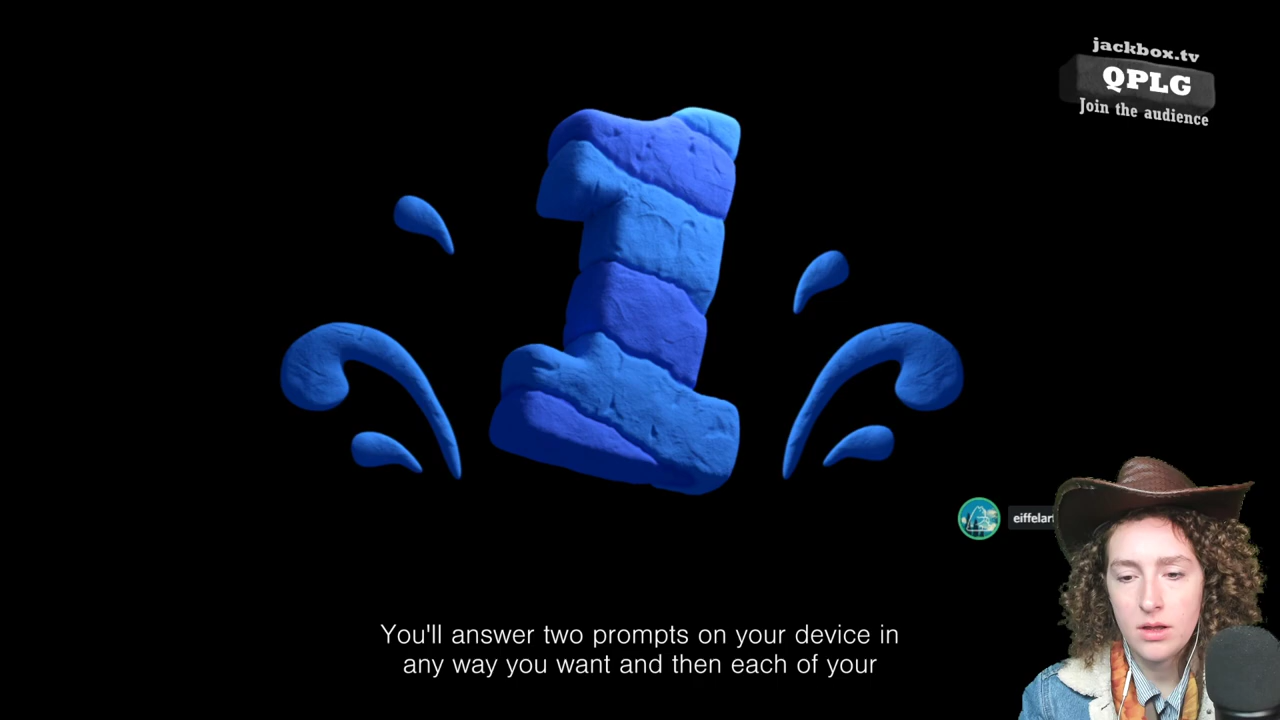 jackbox.tv
QPLG
Join the audience
1
eiffelar
You'll answer two prompts on your device in
any way you want and then each of your